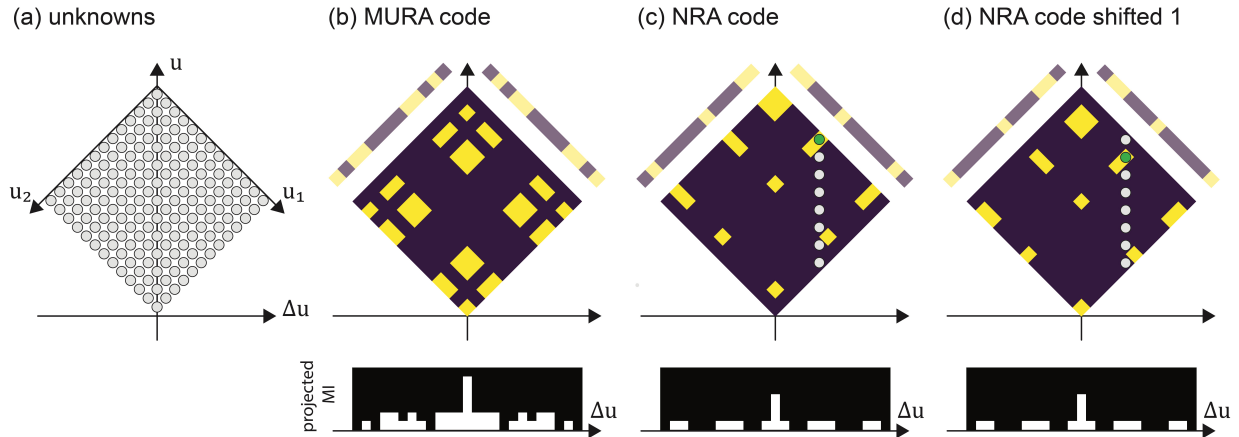 (a) unknowns
(b) MURA code
(c) NRA code
(d) NRA code shifted 1
u
u₂
u₁
Δu
projected
MI
Δu
Δu
Δu